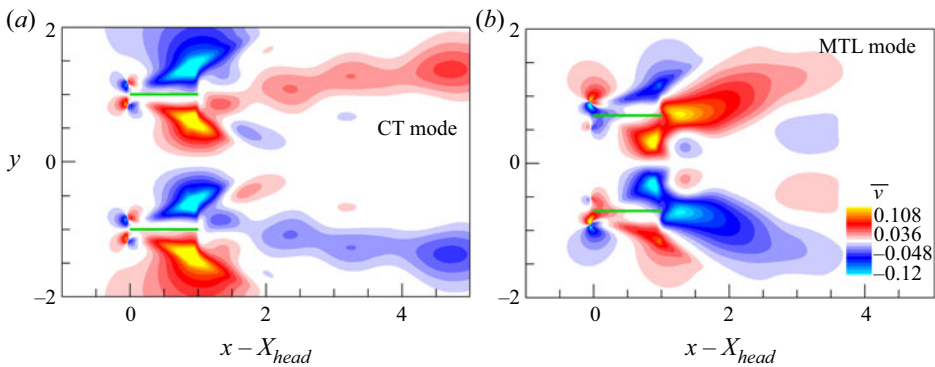 (a)
2
0
–2
y
CT mode
0
2
4
x – X_head
(b)
2
0
–2
MTL mode
v̅
0.108
0.036
–0.048
–0.12
0
2
4
x – X_head